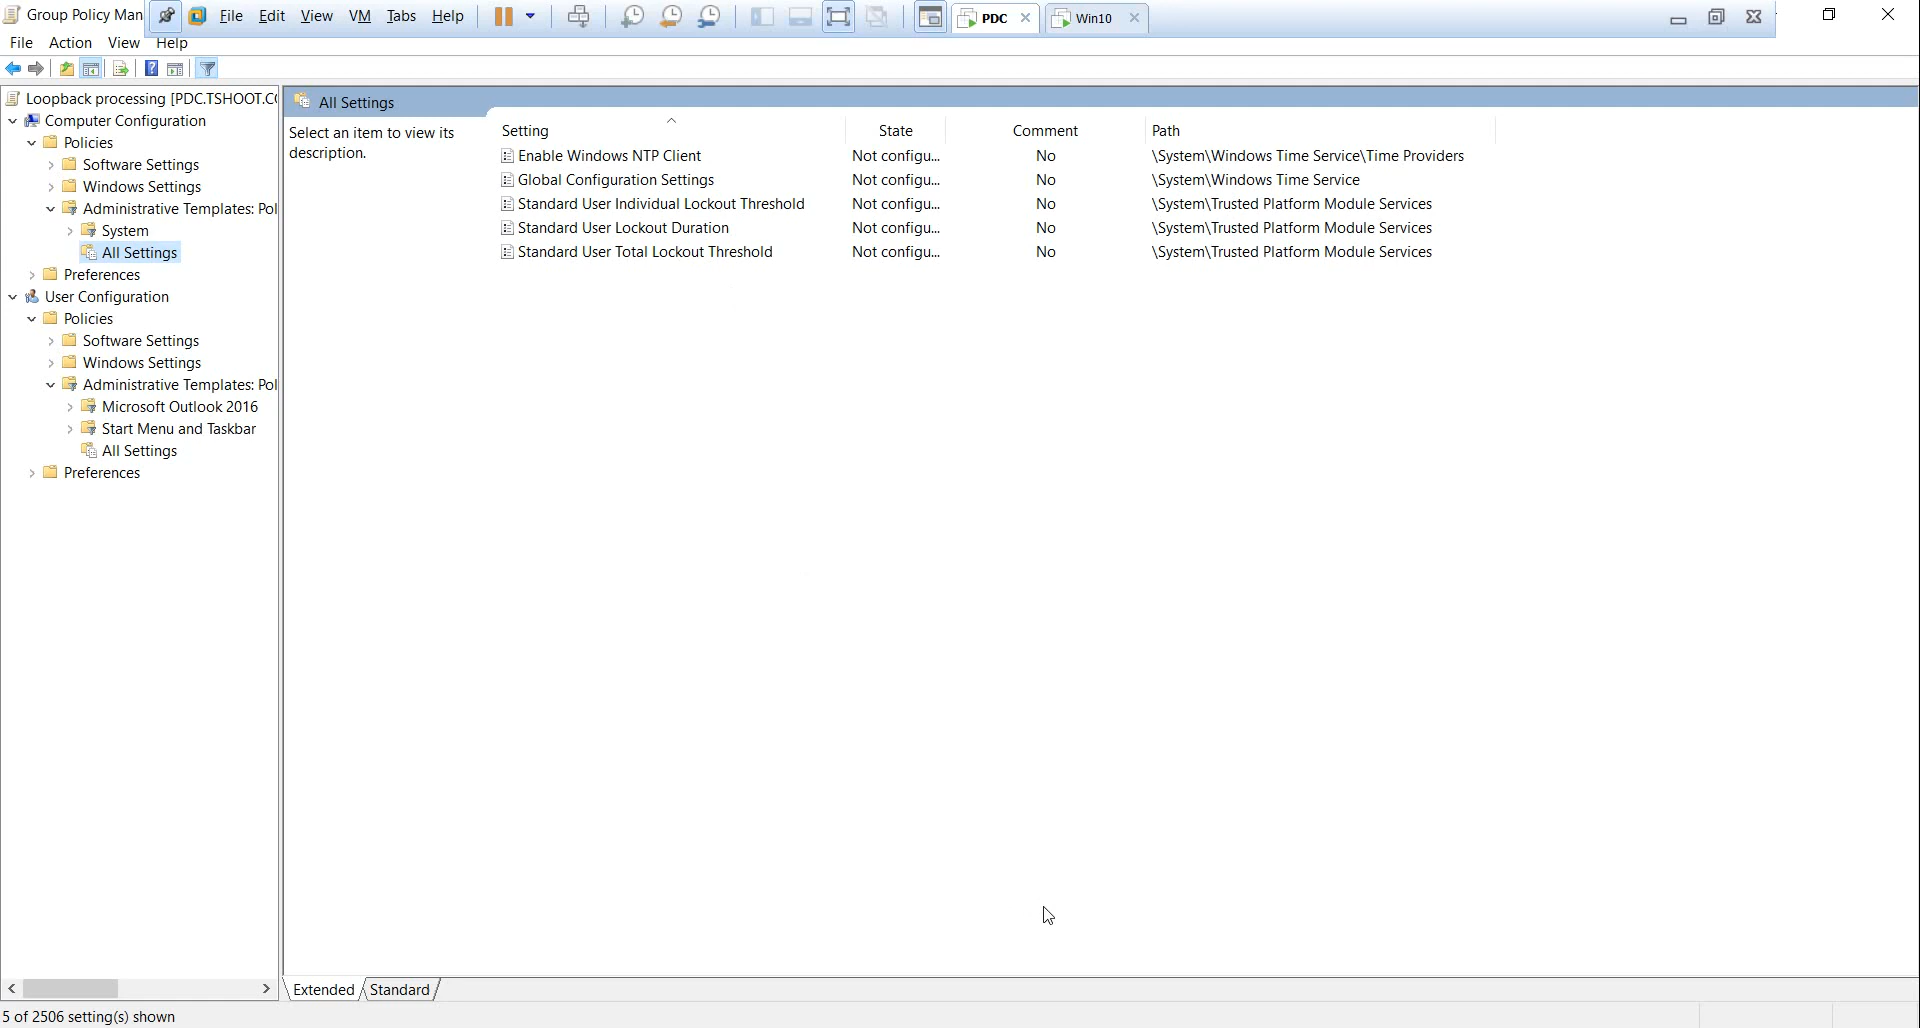 Group Policy Man
File Edit View VM Tabs Help
PDC
Win10
File Action View Help
Loopback processing [PDC.TSHOOT.C
Computer Configuration
Policies
Software Settings
Windows Settings
Administrative Templates: Pol
System
All Settings
Preferences
User Configuration
Policies
Software Settings
Windows Settings
Administrative Templates: Pol
Microsoft Outlook 2016
Start Menu and Taskbar
All Settings
Preferences
All Settings
Select an item to view its
description.
Setting State Comment Path
Enable Windows NTP Client Not configu... No \System\Windows Time Service\Time Providers
Global Configuration Settings Not configu... No \System\Windows Time Service
Standard User Individual Lockout Threshold Not configu... No \System\Trusted Platform Module Services
Standard User Lockout Duration Not configu... No \System\Trusted Platform Module Services
Standard User Total Lockout Threshold Not configu... No \System\Trusted Platform Module Services
Extended Standard
5 of 2506 setting(s) shown